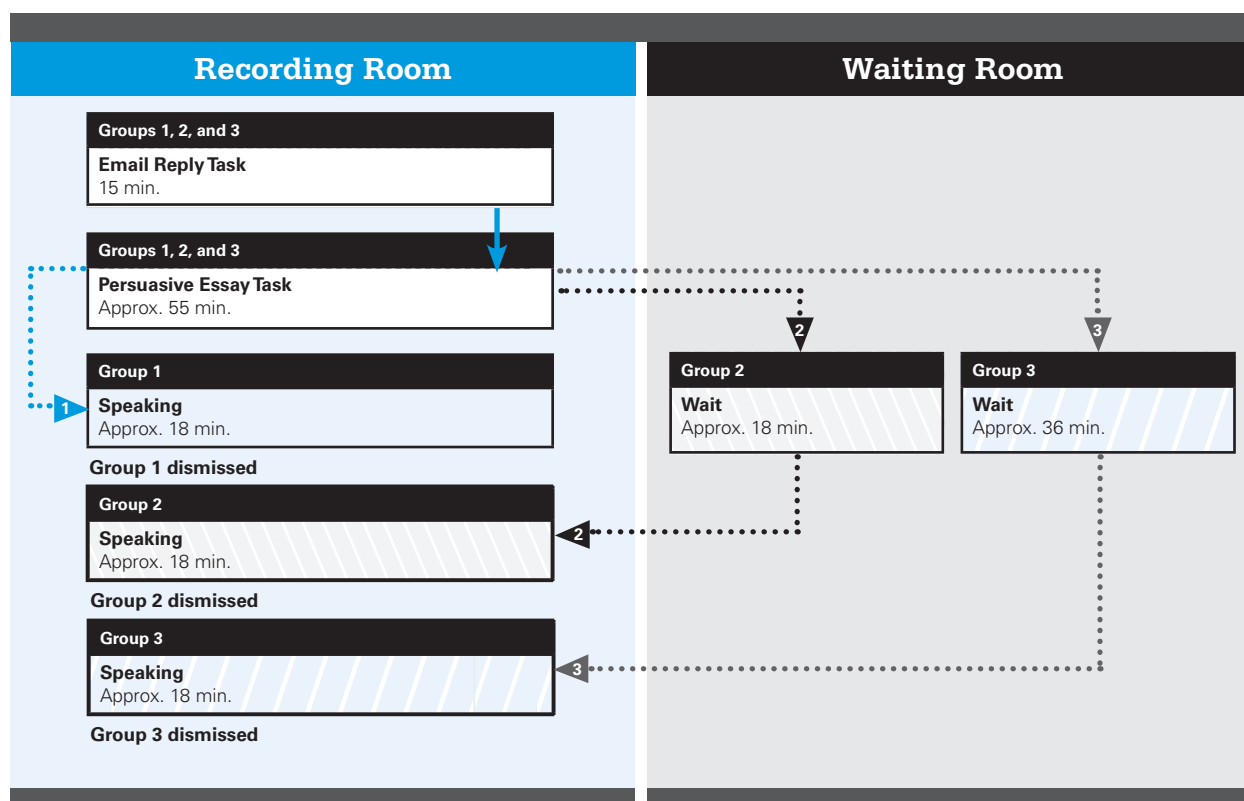 Recording Room
Waiting Room
Groups 1, 2, and 3
Email Reply Task
15 min.
Groups 1, 2, and 3
Persuasive Essay Task
Approx. 55 min.
2
3
Group 1
1
Speaking
Approx. 18 min.
Group 1 dismissed
Group 2
Wait
Approx. 18 min.
Group 3
Wait
Approx. 36 min.
Group 2
Speaking
Approx. 18 min.
2
Group 2 dismissed
Group 3
Speaking
Approx. 18 min.
3
Group 3 dismissed